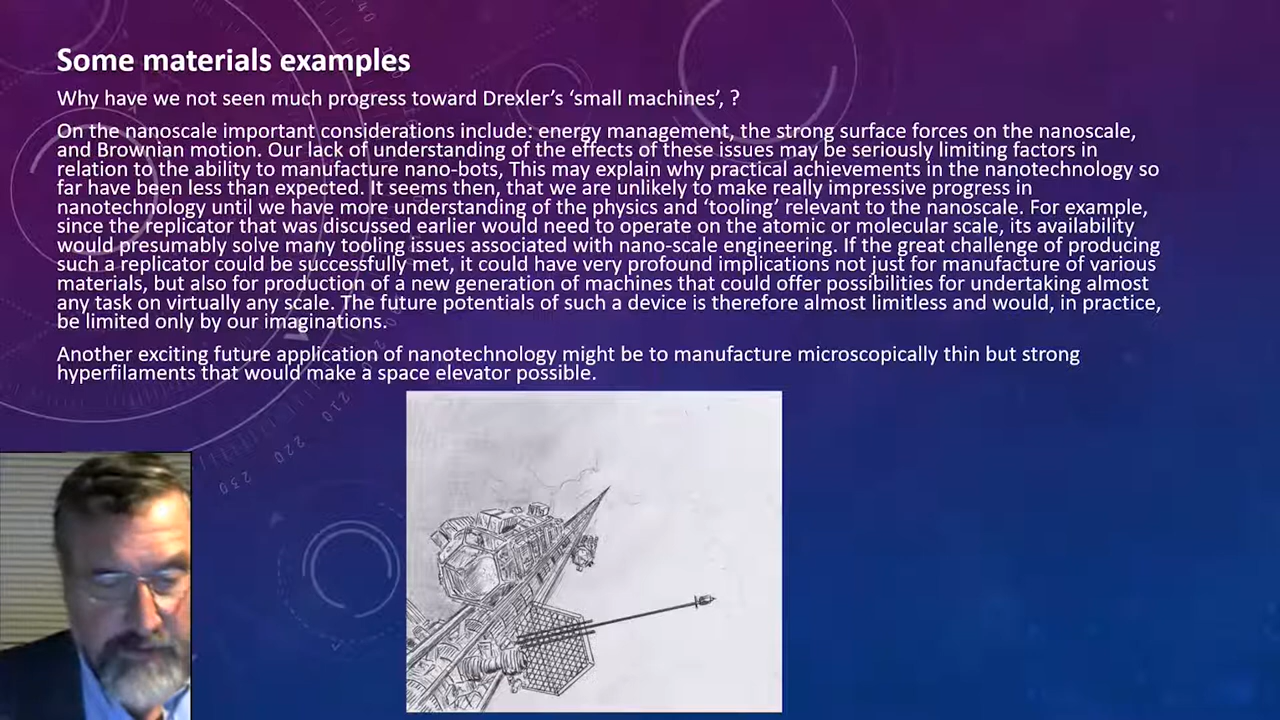 Some materials examples
Why have we not seen much progress toward Drexler’s ‘small machines’, ?
On the nanoscale important considerations include: energy management, the strong surface forces on the nanoscale,
and Brownian motion. Our lack of understanding of the effects of these issues may be seriously limiting factors in
relation to the ability to manufacture nano-bots, This may explain why practical achievements in the nanotechnology so
far have been less than expected. It seems then, that we are unlikely to make really impressive progress in
nanotechnology until we have more understanding of the physics and ‘tooling’ relevant to the nanoscale. For example,
since the replicator that was discussed earlier would need to operate on the atomic or molecular scale, its availability
would presumably solve many tooling issues associated with nano-scale engineering. If the great challenge of producing
such a replicator could be successfully met, it could have very profound implications not just for manufacture of various
materials, but also for production of a new generation of machines that could offer possibilities for undertaking almost
any task on virtually any scale. The future potentials of such a device is therefore almost limitless and would, in practice,
be limited only by our imaginations.
Another exciting future application of nanotechnology might be to manufacture microscopically thin but strong
hyperfilaments that would make a space elevator possible.
210
220
230